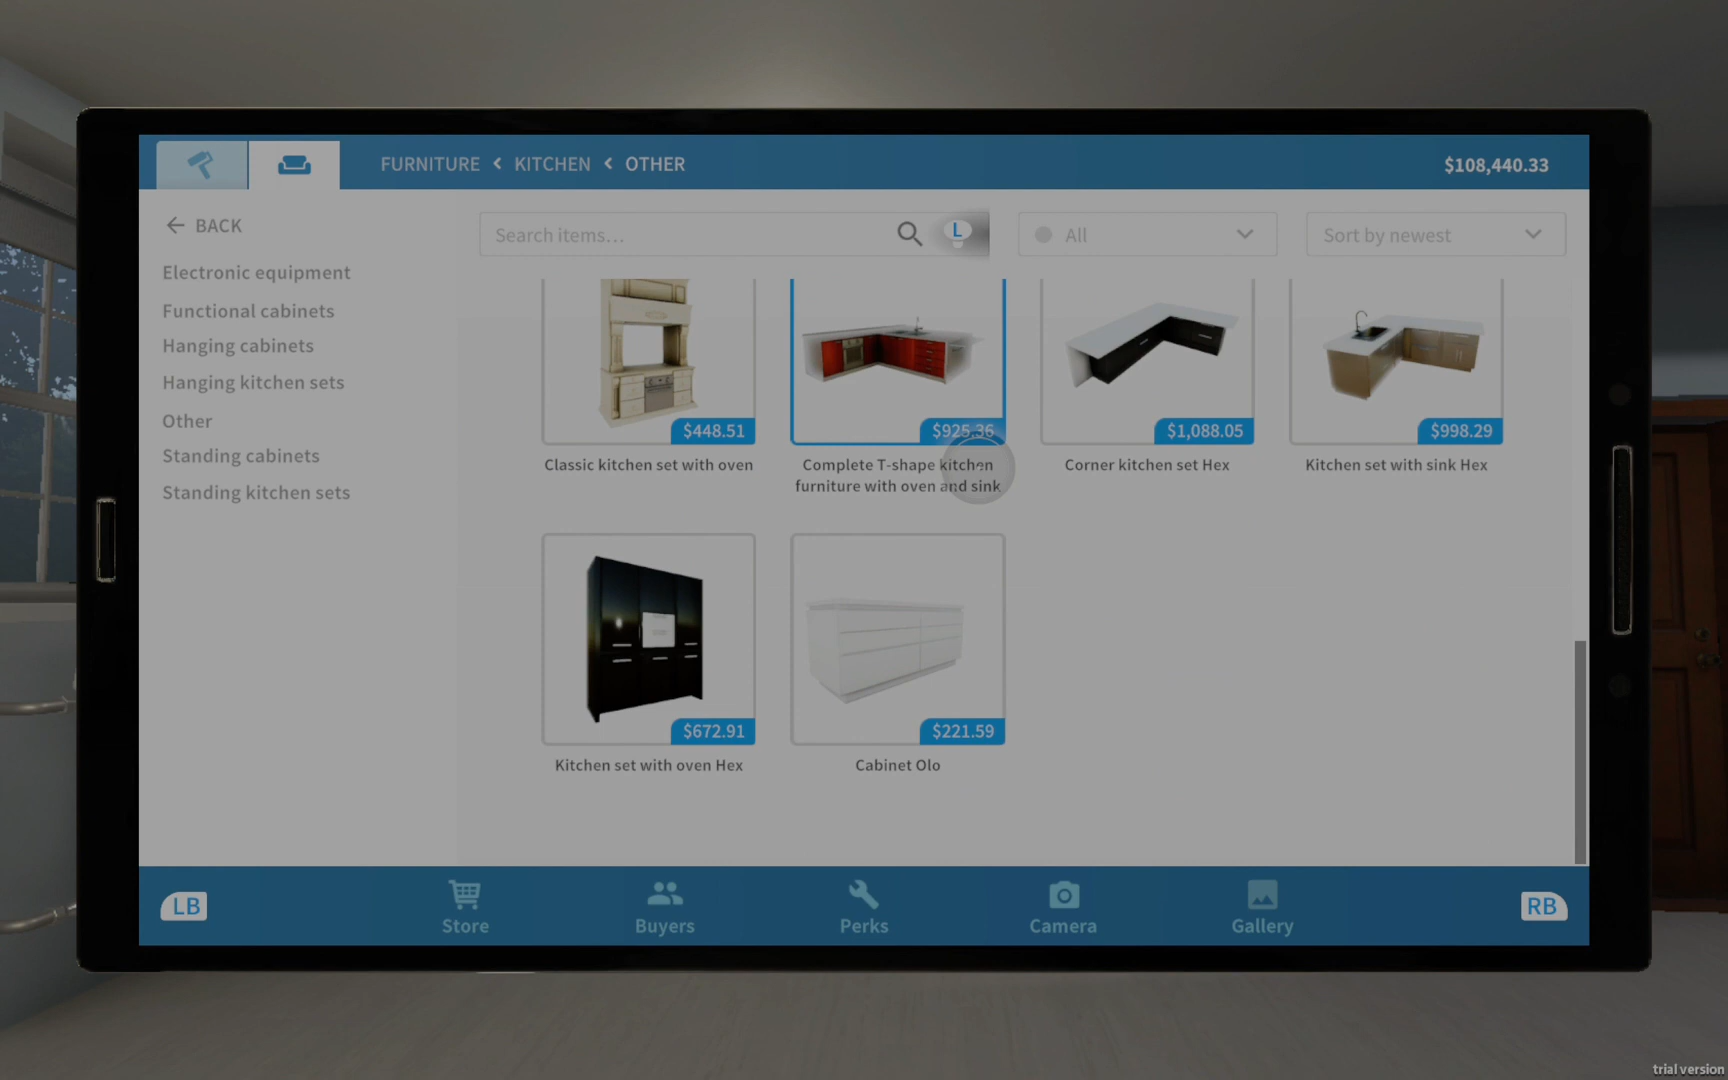 FURNITURE < KITCHEN < OTHER
$108,440.33
BACK
Search items...
L
All
Sort by newest
Electronic equipment
Functional cabinets
Hanging cabinets
Hanging kitchen sets
Other
Standing cabinets
Standing kitchen sets
$448.51
$925.36
$1,088.05
$998.29
Classic kitchen set with oven
Complete T-shape kitchen
furniture with oven and sink
Corner kitchen set Hex
Kitchen set with sink Hex
$672.91
$221.59
Kitchen set with oven Hex
Cabinet Olo
LB
Store
Buyers
Perks
Camera
Gallery
RB
trial version